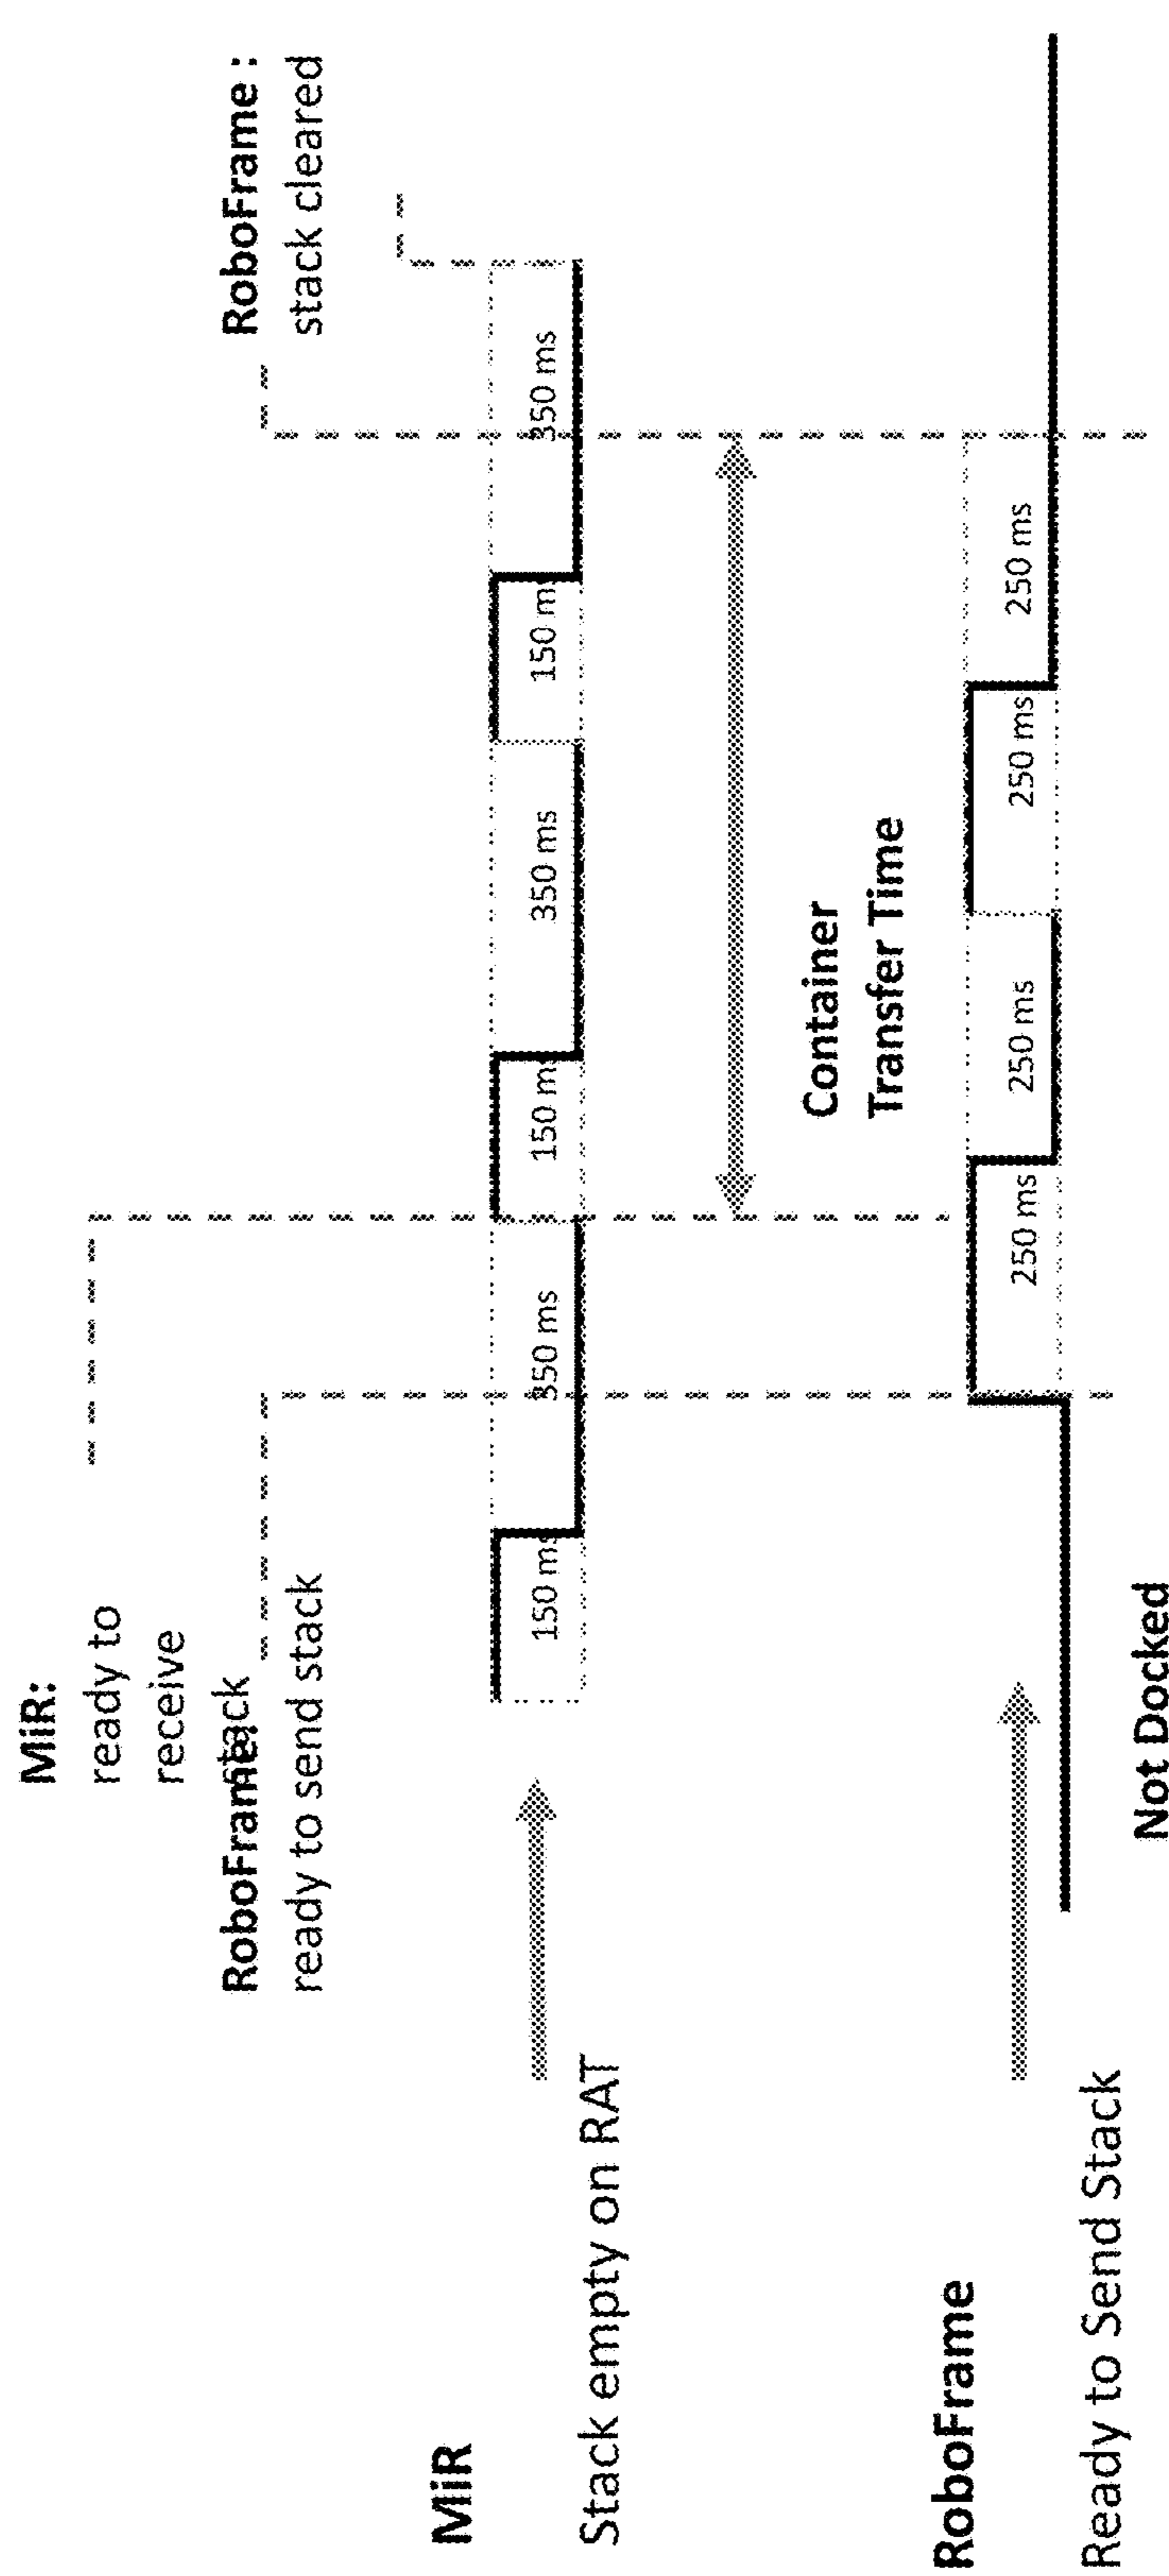 MiR:
ready to
receive
stack
RoboFrame:
ready to send stack
RoboFrame :
stack cleared
MiR
Stack empty on RAT
150 ms
350 ms
150 m
350 ms
150 m
350 ms
Container
Transfer Time
RoboFrame
Ready to Send Stack
250 ms
250 ms
250 ms
250 ms
Not Docked